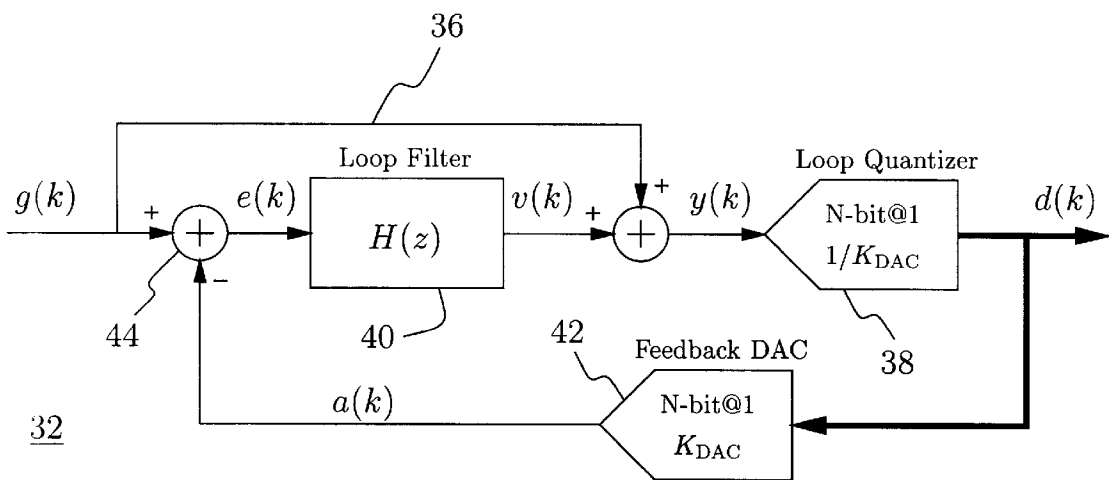 36
Loop Filter
Loop Quantizer
g(k)
+
e(k)
H(z)
v(k)
+
+
y(k)
N-bit@1
1/K_DAC
d(k)
−
44
40
42
Feedback DAC
38
a(k)
N-bit@1
K_DAC
32